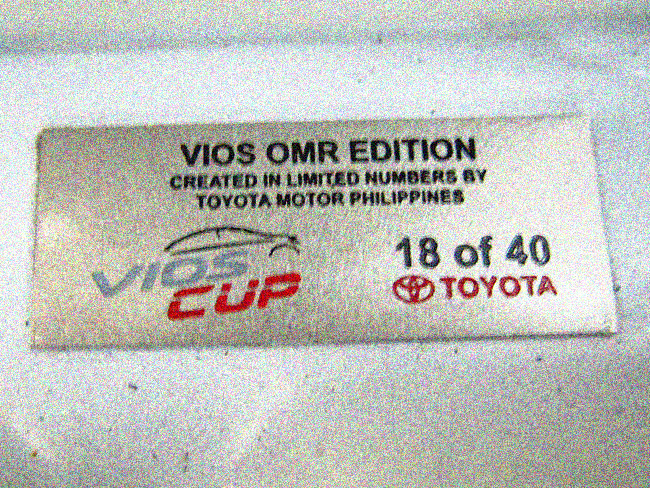 VIOS OMR EDITION
CREATED IN LIMITED NUMBERS BY
TOYOTA MOTOR PHILIPPINES
VIOS
CUP
18 of 40
TOYOTA